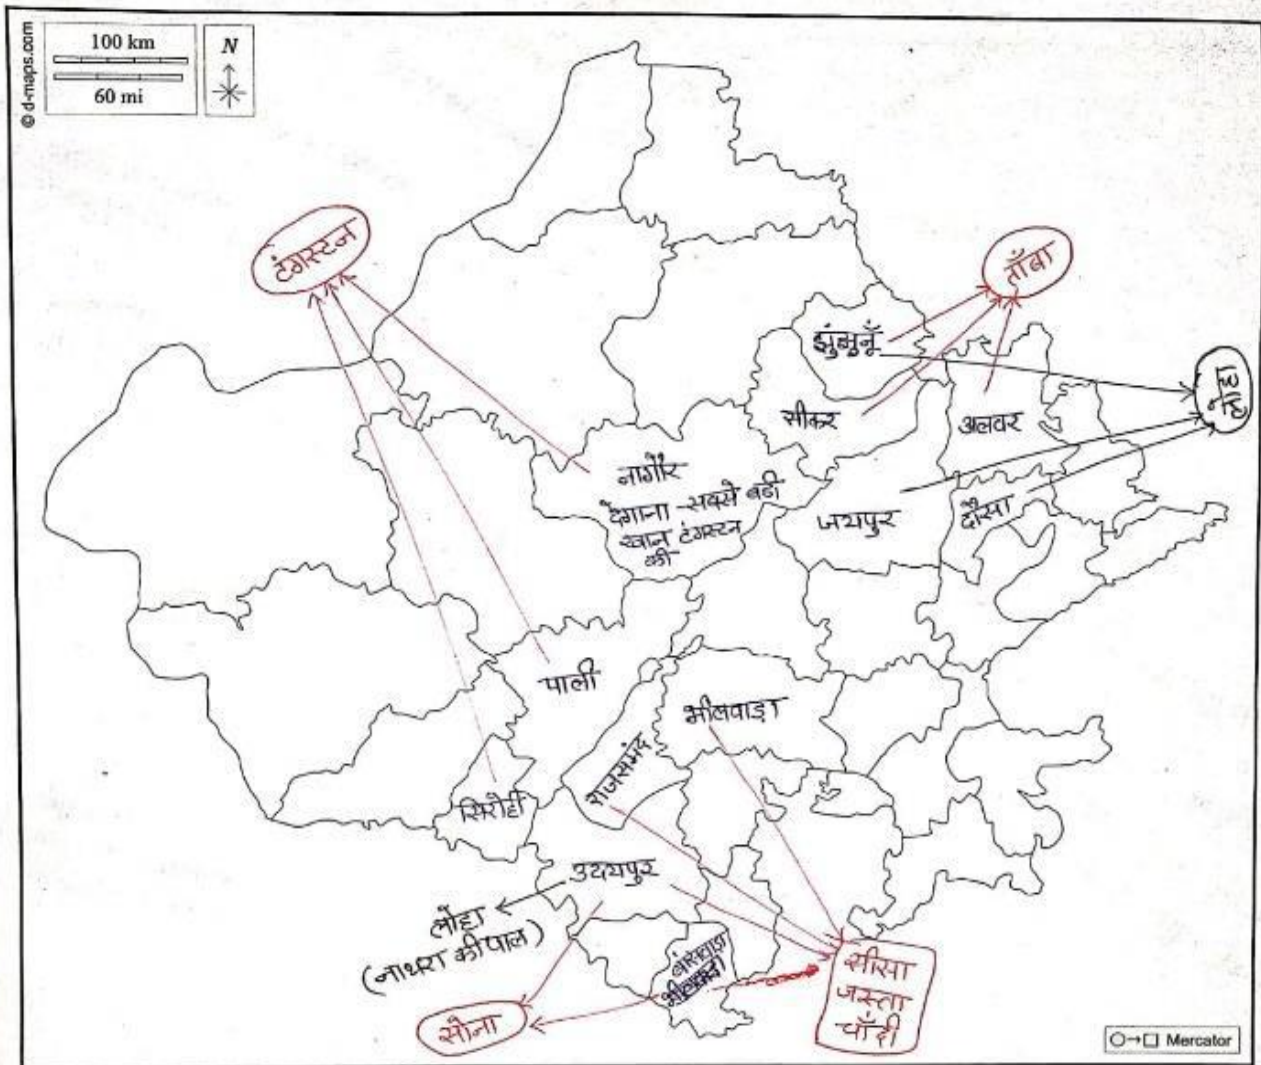 © d-maps.com
100 km
60 mi
N
टंगस्टन
ताँबा
झुंझुनूँ
लोहा
सीकर
अलवर
नागौर
देगाना - सबसे बडी
खान टंगस्टन
की
जयपुर
दौसा
पाली
भीलवाड़ा
राजसमंद
सिरोही
उदयपुर
लोहा
(नाथरा की पाल)
बांसवाड़ा
सीसा
जस्ता
चाँदी
सोना
Mercator